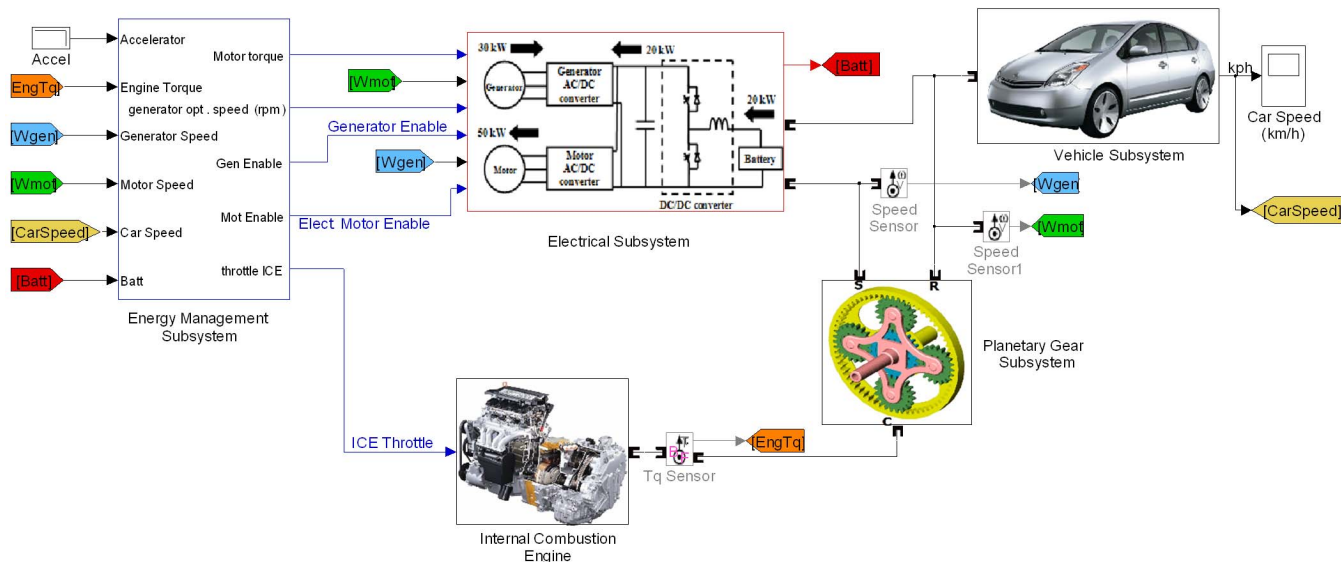 Accel
EngTq
[Wgen]
[Wmot]
[CarSpeed]
[Batt]
Accelerator
Engine Torque
Generator Speed
Motor Speed
Car Speed
Batt
Motor torque
generator opt . speed (rpm)
Gen Enable
Mot Enable
throttle ICE
Energy Management
Subsystem
Generator Enable
Elect. Motor Enable
ICE Throttle
[Wmot]
[Wgen]
30 kW
20 kW
Generator
Generator
AC/DC
converter
20 kW
50 kW
Motor
Motor
AC/DC
converter
Battery
DC/DC converter
Electrical Subsystem
[Batt]
Vehicle Subsystem
kph
Car Speed
(km/h)
[CarSpeed]
Speed
Sensor
[Wgen]
Speed
Sensor1
[Wmot]
S
R
C
Planetary Gear
Subsystem
Internal Combustion
Engine
Tq Sensor
[EngTq]